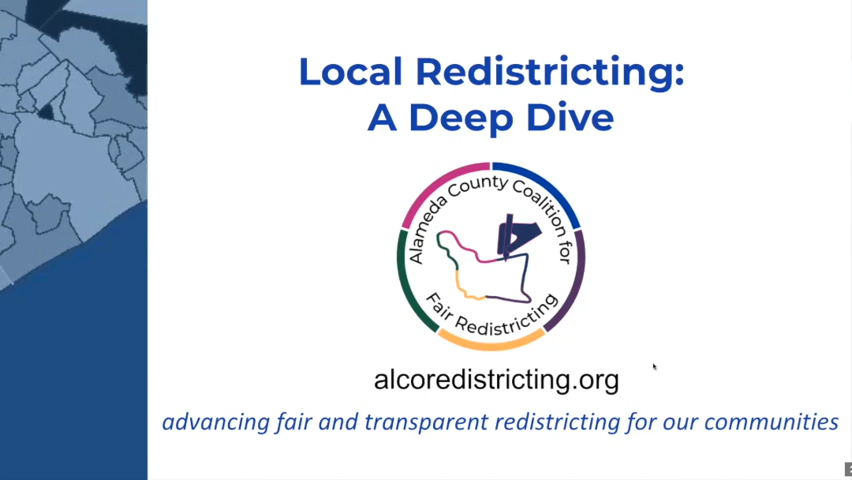 Local Redistricting:
A Deep Dive
Alameda County Coalition for
Fair Redistricting
alcoredistricting.org
advancing fair and transparent redistricting for our communities